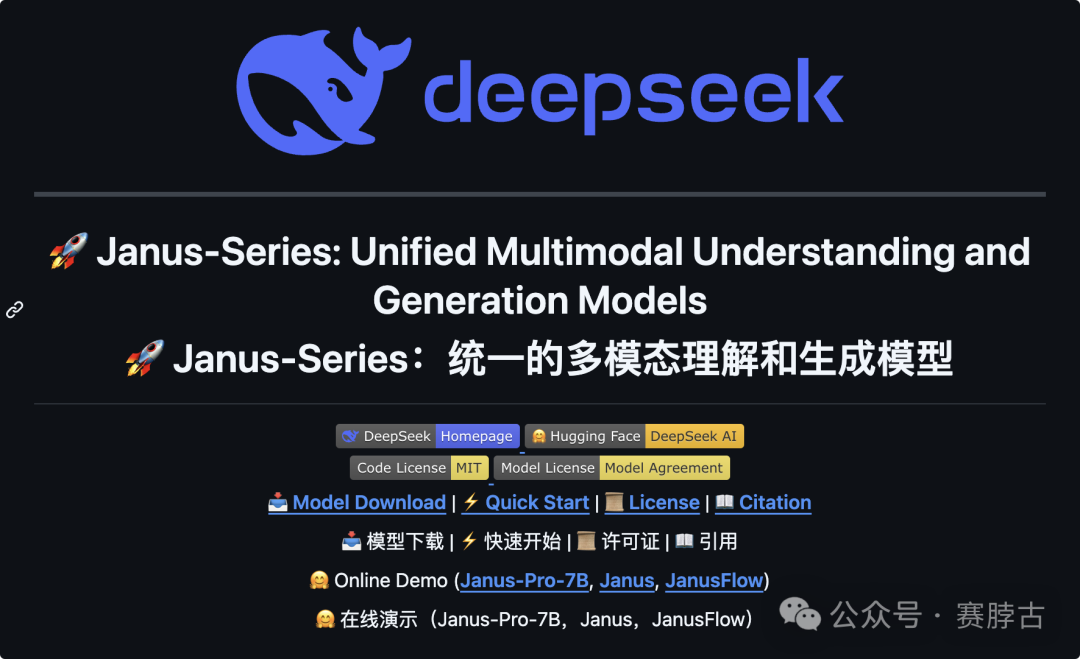 deepseek
🚀 Janus-Series: Unified Multimodal Understanding and
Generation Models
🚀 Janus-Series：统一的多模态理解和生成模型
DeepSeek Homepage 🤗 Hugging Face DeepSeek AI
Code License MIT Model License Model Agreement
📥 Model Download | ⚡ Quick Start | 📜 License | 📖 Citation
📥 模型下载 | ⚡ 快速开始 | 📜 许可证 | 📖 引用
🤗 Online Demo (Janus-Pro-7B, Janus, JanusFlow)
🤗 在线演示（Janus-Pro-7B，Janus，JanusFlow）
公众号 · 赛脖古